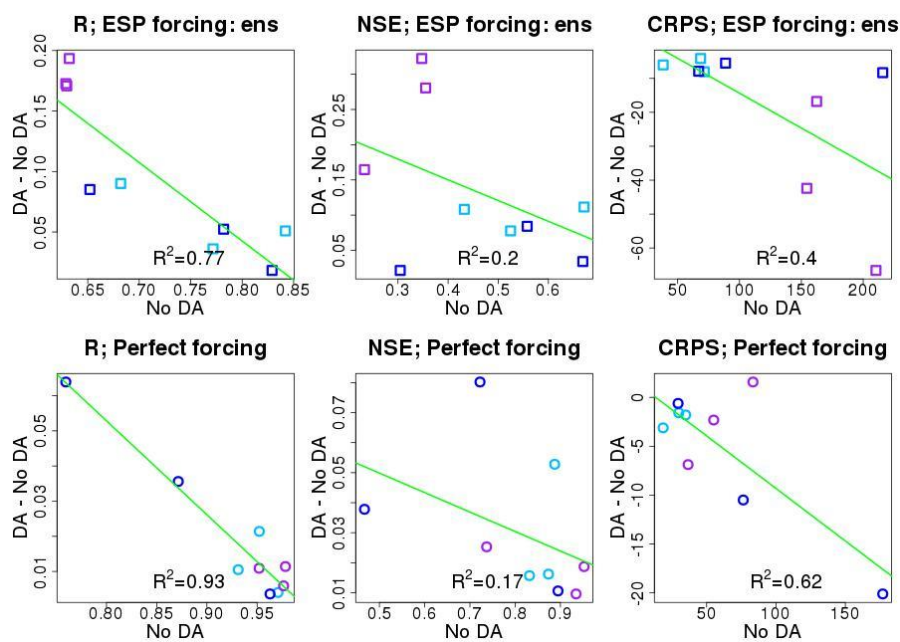 R; ESP forcing: ens
NSE; ESP forcing: ens
CRPS; ESP forcing: ens
DA - No DA
0.05 0.10 0.15 0.20
R²=0.77
0.65 0.70 0.75 0.80 0.85
No DA
DA - No DA
0.05 0.15 0.25
R²=0.2
0.3 0.4 0.5 0.6
No DA
DA - No DA
-60 -40 -20
R²=0.4
50 100 150 200
No DA
R; Perfect forcing
NSE; Perfect forcing
CRPS; Perfect forcing
DA - No DA
0.01 0.03 0.05
R²=0.93
0.80 0.85 0.90 0.95
No DA
DA - No DA
0.01 0.03 0.05 0.07
R²=0.17
0.5 0.6 0.7 0.8 0.9
No DA
DA - No DA
-20 -15 -10 -5 0
R²=0.62
50 100 150
No DA